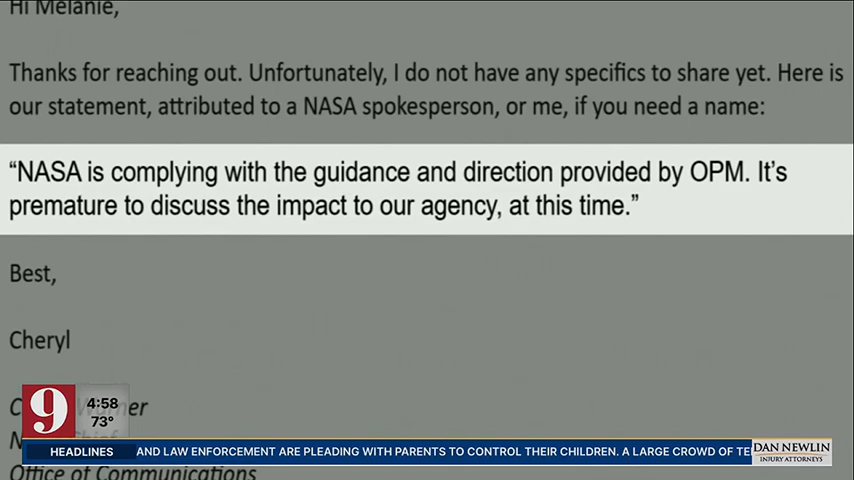 Hi Melanie,
Thanks for reaching out. Unfortunately, I do not have any specifics to share yet. Here is
our statement, attributed to a NASA spokesperson, or me, if you need a name:
“NASA is complying with the guidance and direction provided by OPM. It’s
premature to discuss the impact to our agency, at this time.”
Best,
Cheryl
9
4:58
73°
HEADLINES
AND LAW ENFORCEMENT ARE PLEADING WITH PARENTS TO CONTROL THEIR CHILDREN. A LARGE CROWD OF
DAN NEWLIN
INJURY ATTORNEYS
Office of Communications